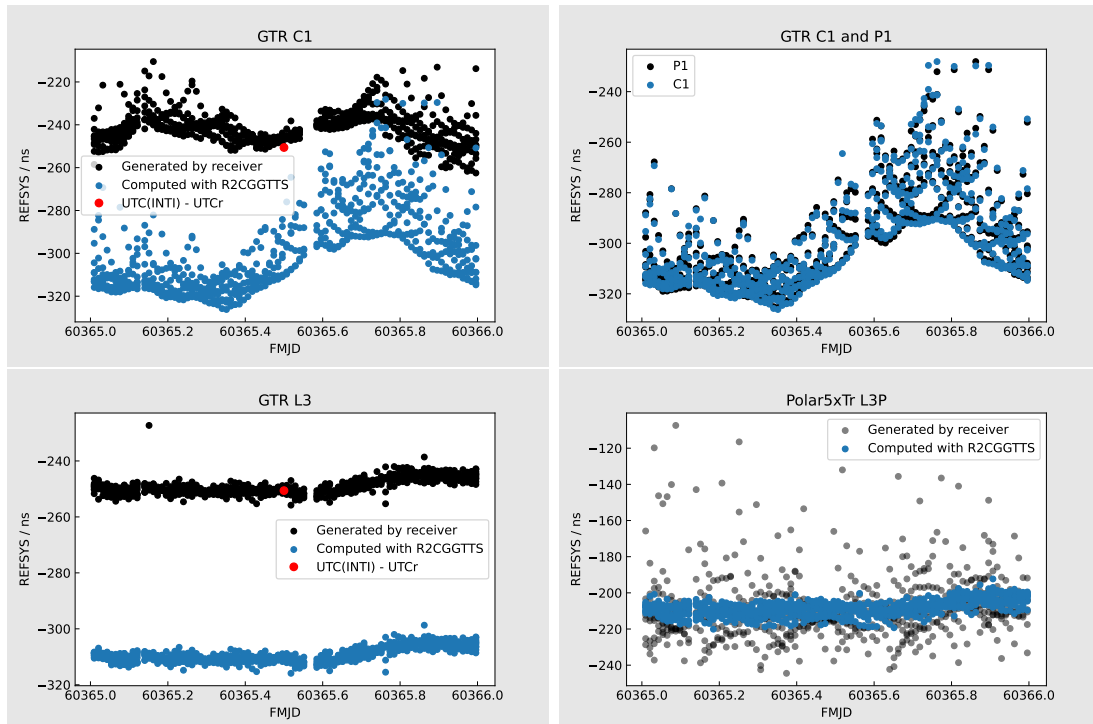 GTR C1
REFSYS / ns
−220
−240
−260
−280
−300
−320
Generated by receiver
Computed with R2CGGTTS
UTC(INTI) - UTCr
60365.0 60365.2 60365.4 60365.6 60365.8 60366.0
FMJD
GTR C1 and P1
REFSYS / ns
−240
−260
−280
−300
−320
P1
C1
60365.0 60365.2 60365.4 60365.6 60365.8 60366.0
FMJD
GTR L3
REFSYS / ns
−240
−260
−280
−300
−320
Generated by receiver
Computed with R2CGGTTS
UTC(INTI) - UTCr
60365.0 60365.2 60365.4 60365.6 60365.8 60366.0
FMJD
Polar5xTr L3P
REFSYS / ns
−120
−140
−160
−180
−200
−220
−240
Generated by receiver
Computed with R2CGGTTS
60365.0 60365.2 60365.4 60365.6 60365.8 60366.0
FMJD